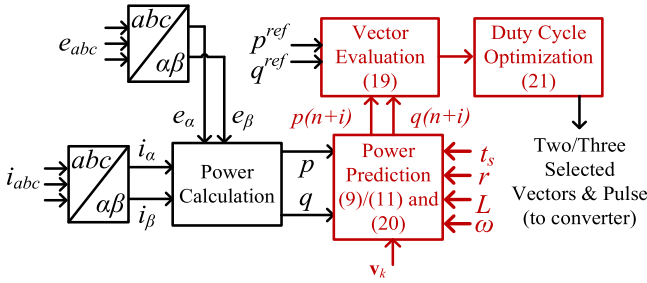 abc
αβ
e_abc
e_α
e_β
p^ref
q^ref
Vector
Evaluation
(19)
Duty Cycle
Optimization
(21)
p(n+i)
q(n+i)
Two/Three
Selected
Vectors & Pulse
(to converter)
i_abc
abc
αβ
i_α
i_β
Power
Calculation
p
q
Power
Prediction
(9)/(11) and
(20)
t_s
r
L
ω
v_k